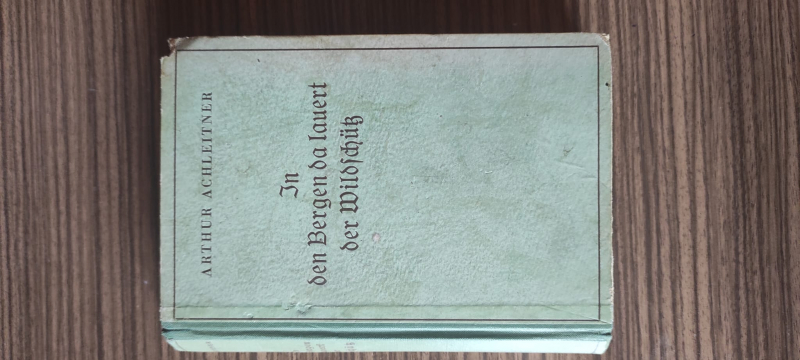 ARTHUR ACHLEITNER
In
den Bergen da lauert
der Wildschütz